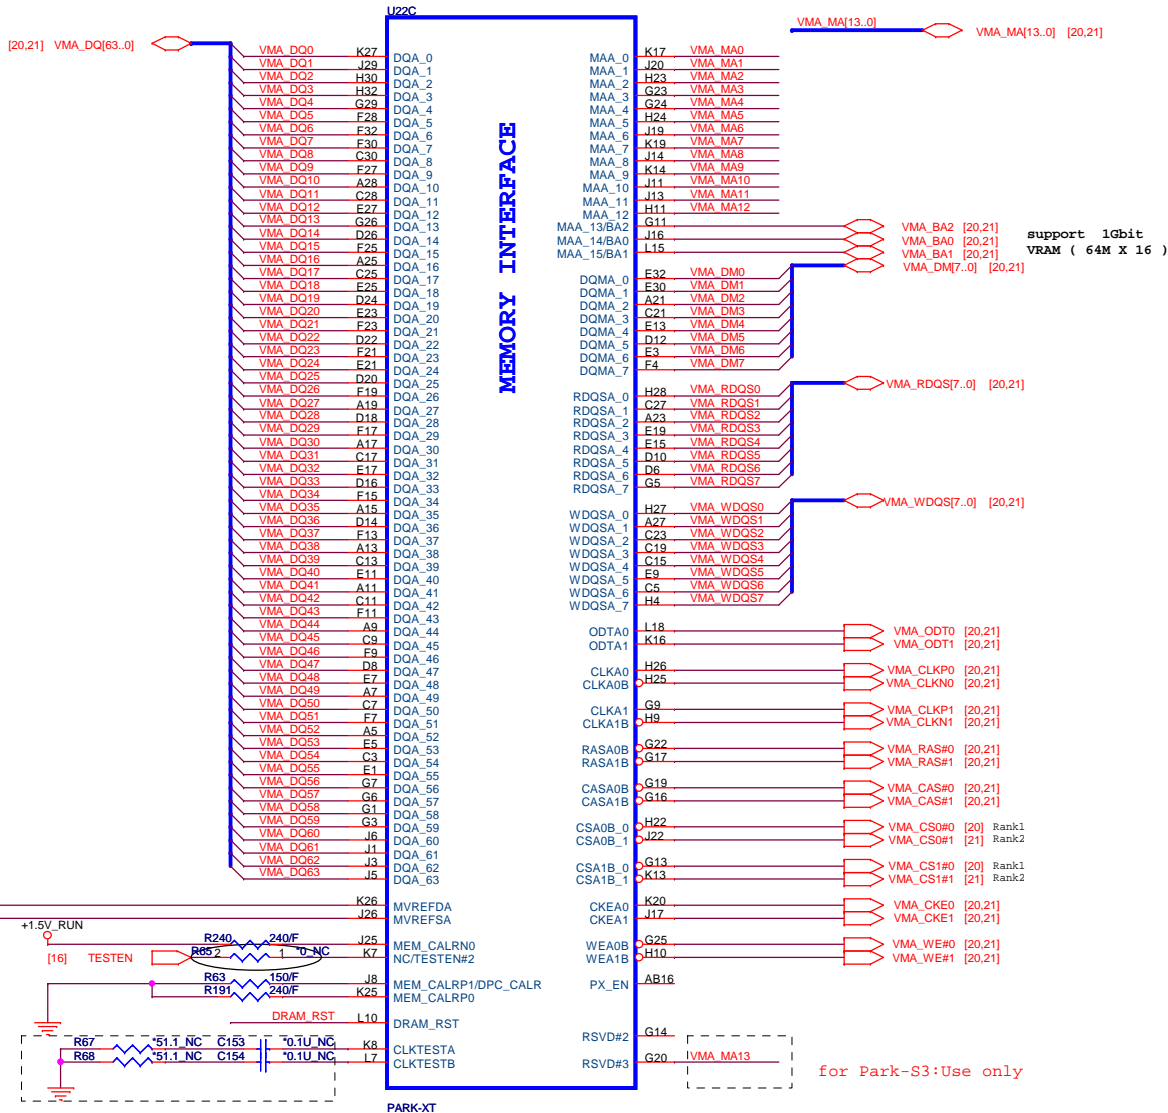 U22C
[20,21] VMA_DQ[63..0]
VMA_DQ0 K27 DQA_0
VMA_DQ1 J29 DQA_1
VMA_DQ2 H30 DQA_2
VMA_DQ3 H32 DQA_3
VMA_DQ4 G29 DQA_4
VMA_DQ5 F28 DQA_5
VMA_DQ6 F32 DQA_6
VMA_DQ7 F30 DQA_7
VMA_DQ8 C30 DQA_8
VMA_DQ9 F27 DQA_9
VMA_DQ10 A28 DQA_10
VMA_DQ11 C28 DQA_11
VMA_DQ12 E27 DQA_12
VMA_DQ13 G26 DQA_13
VMA_DQ14 D26 DQA_14
VMA_DQ15 F25 DQA_15
VMA_DQ16 A25 DQA_16
VMA_DQ17 C25 DQA_17
VMA_DQ18 E25 DQA_18
VMA_DQ19 D24 DQA_19
VMA_DQ20 E23 DQA_20
VMA_DQ21 F23 DQA_21
VMA_DQ22 D22 DQA_22
VMA_DQ23 F21 DQA_23
VMA_DQ24 E21 DQA_24
VMA_DQ25 D20 DQA_25
VMA_DQ26 F19 DQA_26
VMA_DQ27 A19 DQA_27
VMA_DQ28 D18 DQA_28
VMA_DQ29 F17 DQA_29
VMA_DQ30 A17 DQA_30
VMA_DQ31 C17 DQA_31
VMA_DQ32 E17 DQA_32
VMA_DQ33 D16 DQA_33
VMA_DQ34 F15 DQA_34
VMA_DQ35 A15 DQA_35
VMA_DQ36 D14 DQA_36
VMA_DQ37 F13 DQA_37
VMA_DQ38 A13 DQA_38
VMA_DQ39 C13 DQA_39
VMA_DQ40 E11 DQA_40
VMA_DQ41 A11 DQA_41
VMA_DQ42 C11 DQA_42
VMA_DQ43 F11 DQA_43
VMA_DQ44 A9 DQA_44
VMA_DQ45 C9 DQA_45
VMA_DQ46 F9 DQA_46
VMA_DQ47 D8 DQA_47
VMA_DQ48 E7 DQA_48
VMA_DQ49 A7 DQA_49
VMA_DQ50 C7 DQA_50
VMA_DQ51 F7 DQA_51
VMA_DQ52 A5 DQA_52
VMA_DQ53 E5 DQA_53
VMA_DQ54 C3 DQA_54
VMA_DQ55 E1 DQA_55
VMA_DQ56 G7 DQA_56
VMA_DQ57 G6 DQA_57
VMA_DQ58 G1 DQA_58
VMA_DQ59 G3 DQA_59
VMA_DQ60 J6 DQA_60
VMA_DQ61 J1 DQA_61
VMA_DQ62 J3 DQA_62
VMA_DQ63 J5 DQA_63
K26 MVREFDA
J26 MVREFSA
+1.5V_RUN
R240 240/F J25 MEM_CALRN0
[16] TESTEN R65 2 1 *0_NC K7 NC/TESTEN#2
R63 150/F J8 MEM_CALRP1/DPC_CALR
R191 240/F K25 MEM_CALRP0
DRAM_RST L10 DRAM_RST
R67 *51.1_NC C153 *0.1U_NC K8 CLKTESTA
R68 *51.1_NC C154 *0.1U_NC L7 CLKTESTB
MEMORY INTERFACE
VMA_MA[13..0] VMA_MA[13..0] [20,21]
MAA_0 K17 VMA_MA0
MAA_1 J20 VMA_MA1
MAA_2 H23 VMA_MA2
MAA_3 G23 VMA_MA3
MAA_4 G24 VMA_MA4
MAA_5 H24 VMA_MA5
MAA_6 J19 VMA_MA6
MAA_7 K19 VMA_MA7
MAA_8 J14 VMA_MA8
MAA_9 K14 VMA_MA9
MAA_10 J11 VMA_MA10
MAA_11 J13 VMA_MA11
MAA_12 H11 VMA_MA12
MAA_13/BA2 G11 VMA_BA2 [20,21]
MAA_14/BA0 J16 VMA_BA0 [20,21]
MAA_15/BA1 L15 VMA_BA1 [20,21]
VMA_DM[7..0] [20,21]
support 1Gbit
VRAM ( 64M X 16 )
DQMA_0 E32 VMA_DM0
DQMA_1 E30 VMA_DM1
DQMA_2 A21 VMA_DM2
DQMA_3 C21 VMA_DM3
DQMA_4 E13 VMA_DM4
DQMA_5 D12 VMA_DM5
DQMA_6 E3 VMA_DM6
DQMA_7 F4 VMA_DM7
VMA_RDQS[7..0] [20,21]
RDQSA_0 H28 VMA_RDQS0
RDQSA_1 C27 VMA_RDQS1
RDQSA_2 A23 VMA_RDQS2
RDQSA_3 E19 VMA_RDQS3
RDQSA_4 E15 VMA_RDQS4
RDQSA_5 D10 VMA_RDQS5
RDQSA_6 D6 VMA_RDQS6
RDQSA_7 G5 VMA_RDQS7
VMA_WDQS[7..0] [20,21]
WDQSA_0 H27 VMA_WDQS0
WDQSA_1 A27 VMA_WDQS1
WDQSA_2 C23 VMA_WDQS2
WDQSA_3 C19 VMA_WDQS3
WDQSA_4 C15 VMA_WDQS4
WDQSA_5 E9 VMA_WDQS5
WDQSA_6 C5 VMA_WDQS6
WDQSA_7 H4 VMA_WDQS7
ODTA0 L18 VMA_ODT0 [20,21]
ODTA1 K16 VMA_ODT1 [20,21]
CLKA0 H26 VMA_CLKP0 [20,21]
CLKA0B H25 VMA_CLKN0 [20,21]
CLKA1 G9 VMA_CLKP1 [20,21]
CLKA1B H9 VMA_CLKN1 [20,21]
RASA0B G22 VMA_RAS#0 [20,21]
RASA1B G17 VMA_RAS#1 [20,21]
CASA0B G19 VMA_CAS#0 [20,21]
CASA1B G16 VMA_CAS#1 [20,21]
CSA0B_0 H22 VMA_CS0#0 [20] Rank1
CSA0B_1 J22 VMA_CS0#1 [21] Rank2
CSA1B_0 G13 VMA_CS1#0 [20] Rank1
CSA1B_1 K13 VMA_CS1#1 [21] Rank2
CKEA0 K20 VMA_CKE0 [20,21]
CKEA1 J17 VMA_CKE1 [20,21]
WEA0B G25 VMA_WE#0 [20,21]
WEA1B H10 VMA_WE#1 [20,21]
PX_EN AB16
RSVD#2 G14
RSVD#3 G20 VMA_MA13
for Park-S3:Use only
PARK-XT